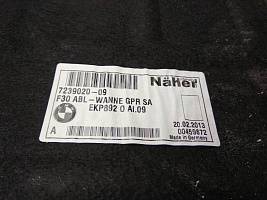 Näher
7239020-09
F30 ABL-WANNE GPR SA
EKP892 0 AI.09
20.02.2013
00459872
A
Made in Germany